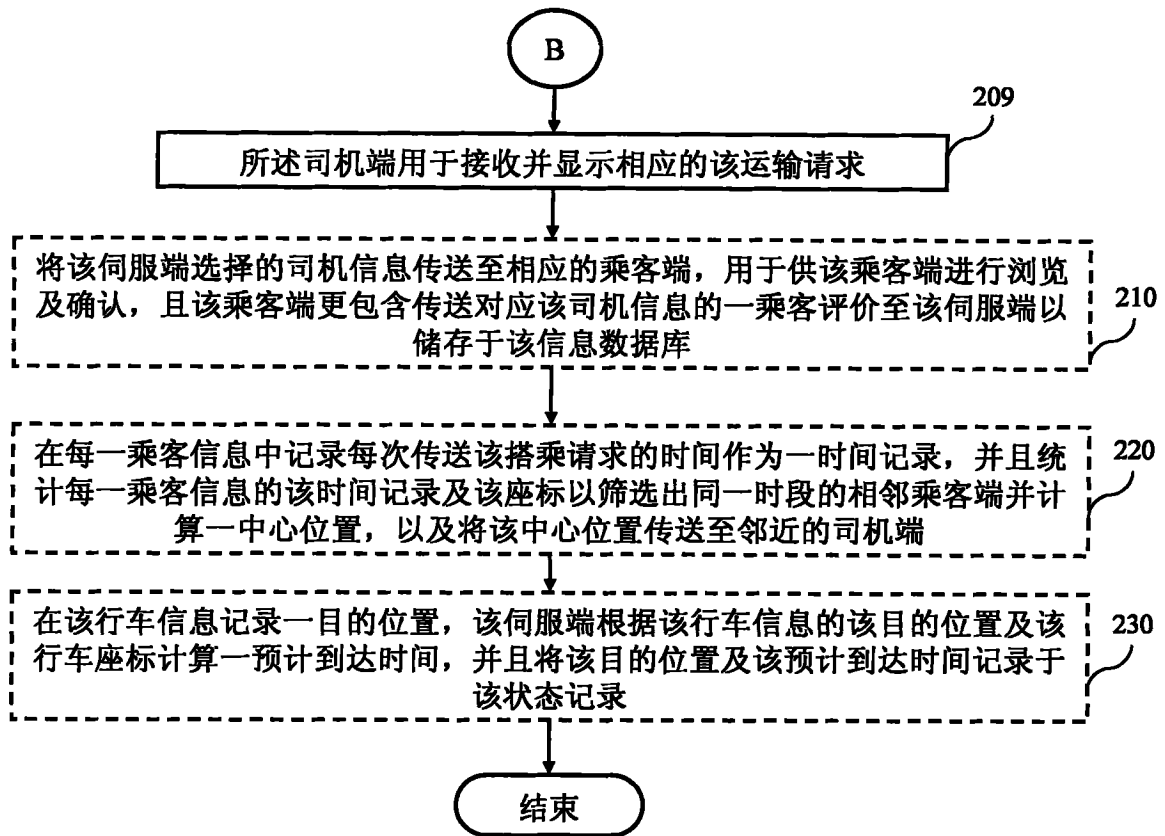 B
209
所述司机端用于接收并显示相应的该运输请求
将该伺服端选择的司机信息传送至相应的乘客端，用于供该乘客端进行浏览
及确认，且该乘客端更包含传送对应该司机信息的一乘客评价至该伺服端以
储存于该信息数据库
210
在每一乘客信息中记录每次传送该搭乘请求的时间作为一时间记录，并且统
计每一乘客信息的该时间记录及该座标以筛选出同一时段的相邻乘客端并计
算一中心位置，以及将该中心位置传送至邻近的司机端
220
在该行车信息记录一目的位置，该伺服端根据该行车信息的该目的位置及该
行车座标计算一预计到达时间，并且将该目的位置及该预计到达时间记录于
该状态记录
230
结束